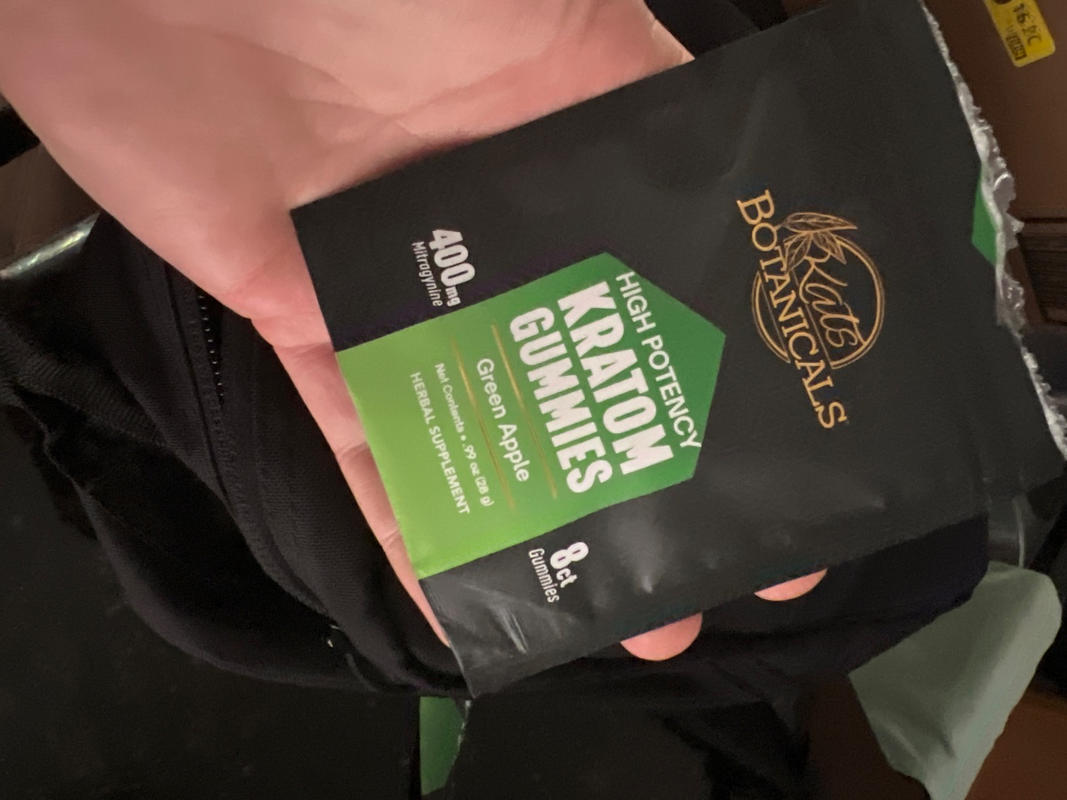 Kats
BOTANICALS
HIGH POTENCY
KRATOM
GUMMIES
Green Apple
Net Contents • .99 oz (28 g)
HERBAL SUPPLEMENT
400mg
Mitragynine
8ct
Gummies